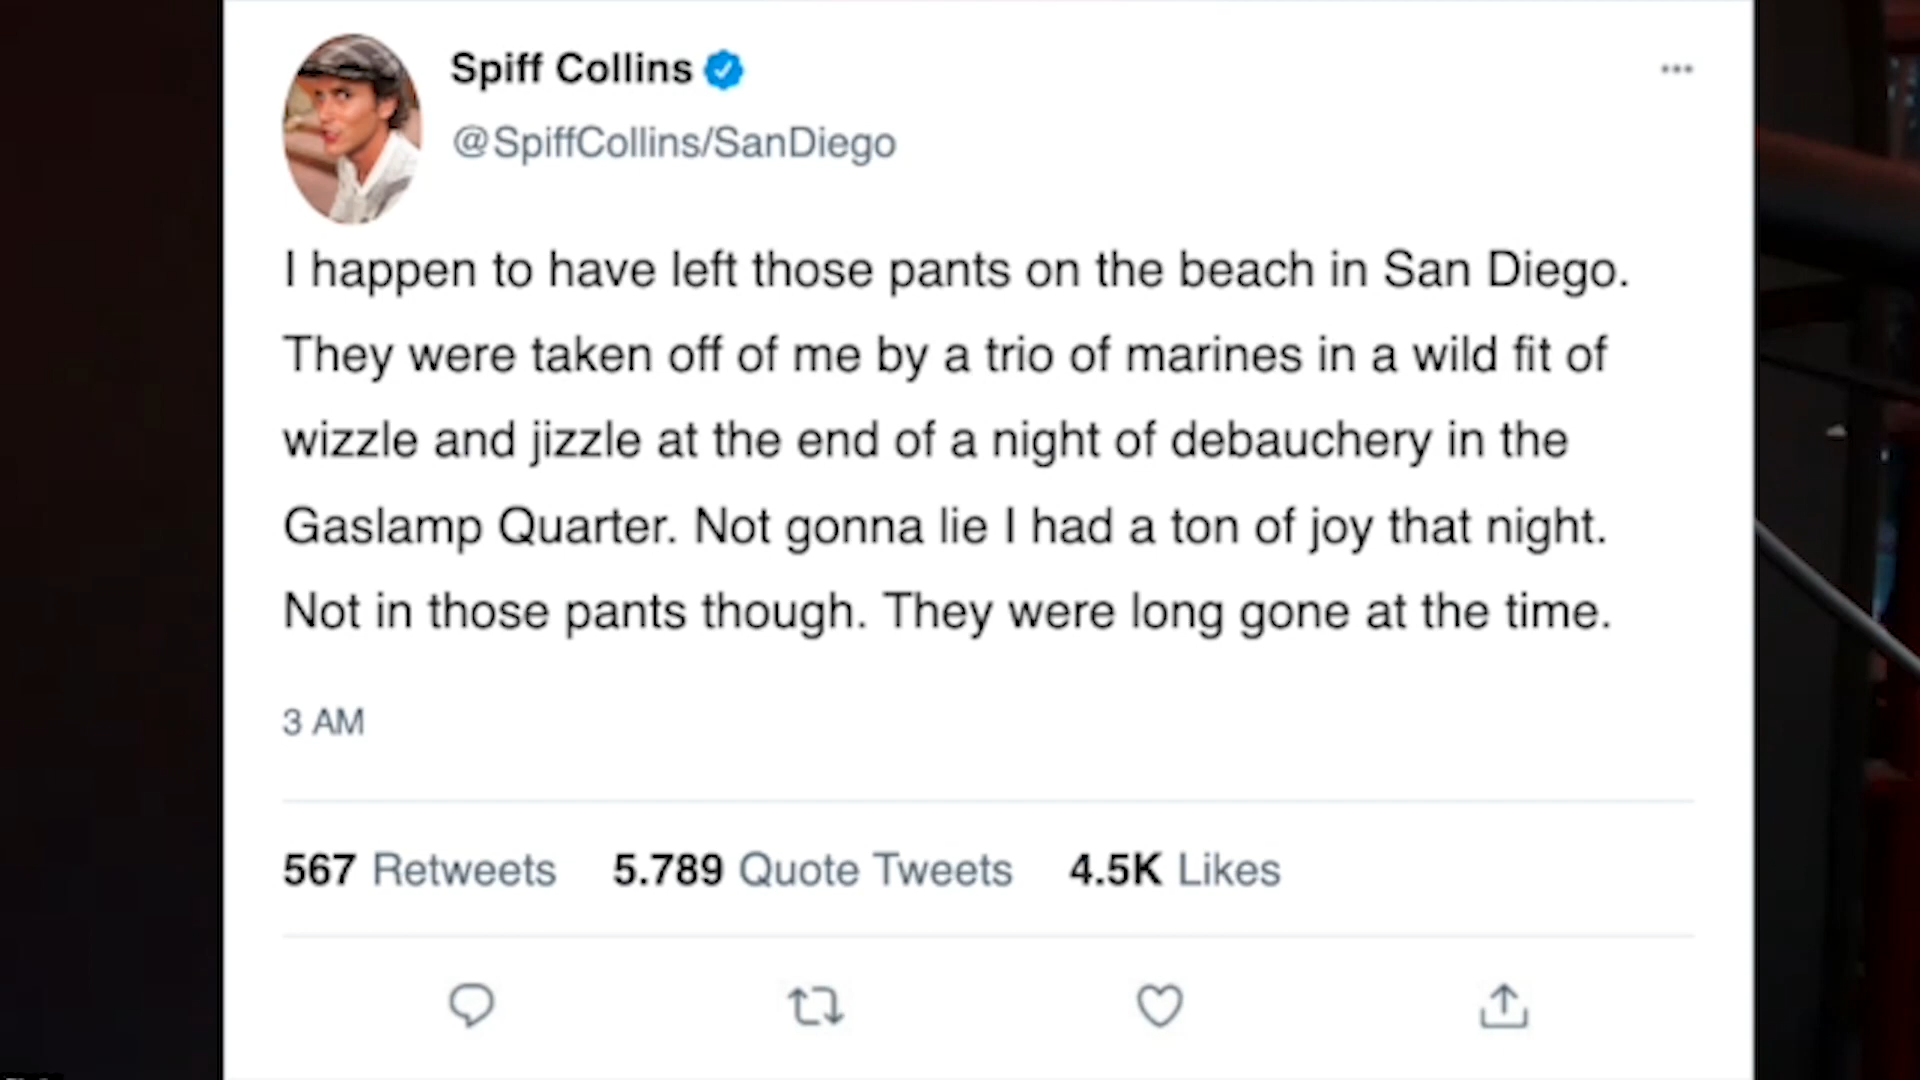 Spiff Collins
@SpiffCollins/SanDiego
I happen to have left those pants on the beach in San Diego.
They were taken off of me by a trio of marines in a wild fit of
wizzle and jizzle at the end of a night of debauchery in the
Gaslamp Quarter. Not gonna lie I had a ton of joy that night.
Not in those pants though. They were long gone at the time.
3 AM
567 Retweets 5.789 Quote Tweets 4.5K Likes